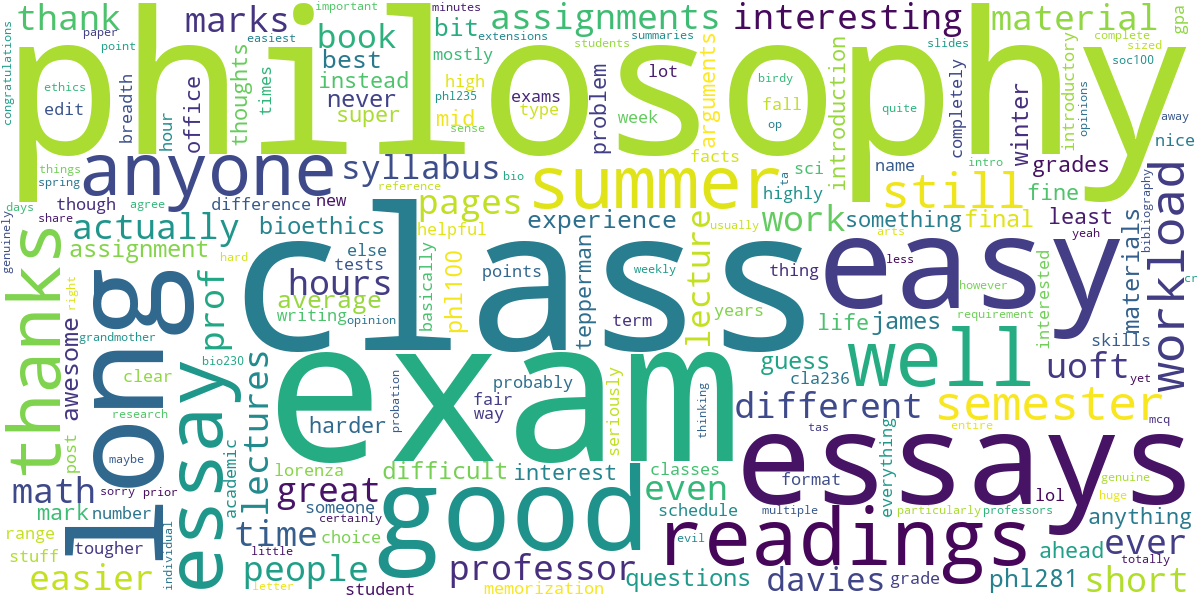 philosophy
class
exam
easy
essays
good
long
essay
readings
well
summer
anyone
thanks
workload
semester
still
thank
marks
book
best
instead
never
super
important
minutes
bit
extensions
mostly
high
phl235
mid
sense
assignments
easiest
students
summaries
exams
type
week
problem
lot
arguments
facts
interesting
birdy
fall
op
introduction
quite
completely
slides
winter
introductory
material
complete
sized
soc100
opinions
gpa
away
nice
congratulations
paper
point
ethics
edit
breadth
hour
office
thoughts
times
things
spring
though
share
days
agree
difference
new
reference
bio
syllabus
pages
helpful
ta
sci
highly
name
intro
grades
fine
least
bibliography
yeah
materials
cr
genuinely
actually
assignment
bioethics
else
tests
hours
average
writing
opinion
basically
phl100
experience
points
tepperman
term
weekly
usually
lecture
work
thing
years
something
arts
less
final
life
james
however
requirement
interested
skills
yet
right
hard
prof
grandmother
awesome
clear
bio230
research
post
maybe
lectures
academic
harder
probation
fair
way
probably
seriously
thinking
guess
cla236
different
uoft
tas
entire
mcq
math
mark
number
sorry
prior
range
stuff
tougher
easier
individual
lorenza
great
someone
certainly
time
choice
little
people
letter
student
difficult
interest
professor
memorization
classes
even
schedule
multiple
evil
questions
format
everything
particularly
professors
lol
davies
grade
phl281
genuine
huge
anything
ahead
ever
totally
short